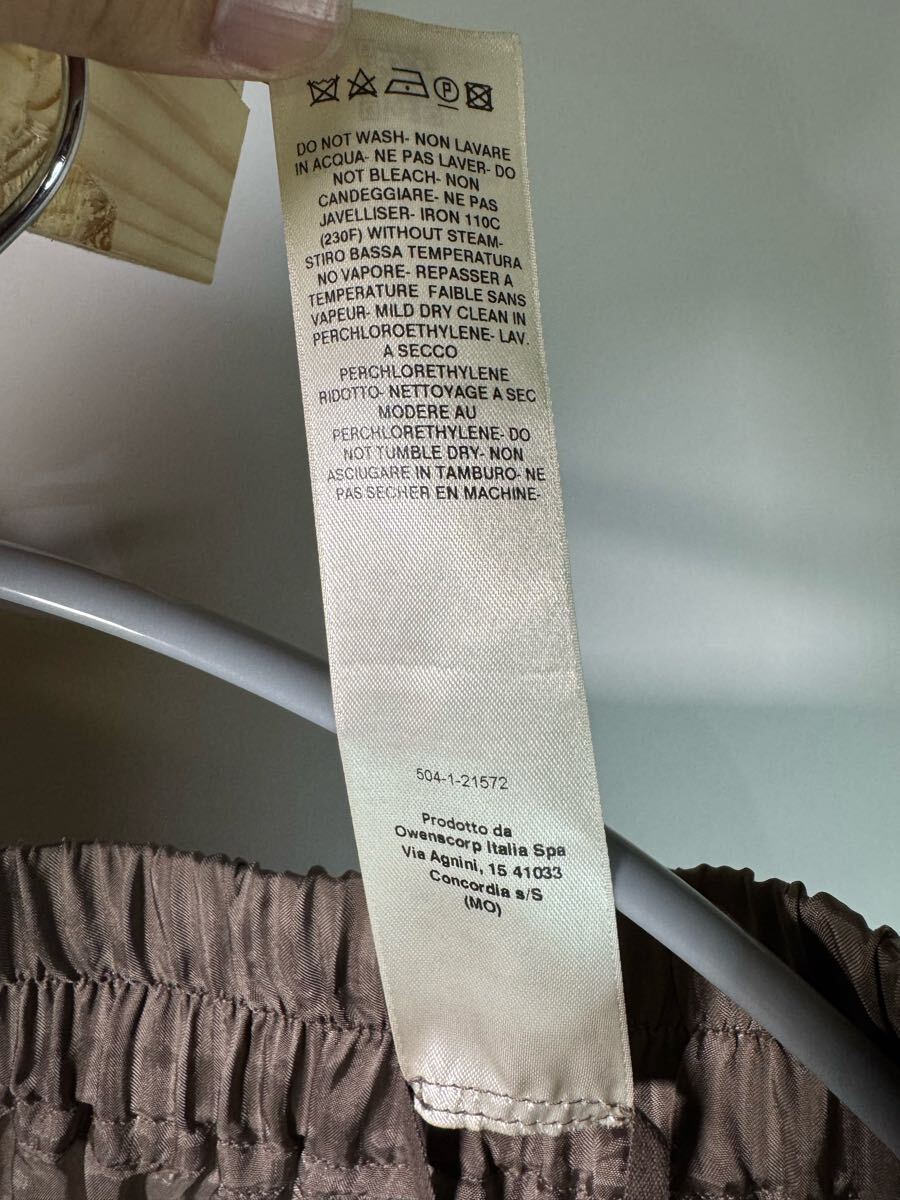 P
DO NOT WASH- NON LAVARE
IN ACQUA- NE PAS LAVER- DO
NOT BLEACH- NON
CANDEGGIARE- NE PAS
JAVELLISER- IRON 110C
(230F) WITHOUT STEAM-
STIRO BASSA TEMPERATURA
NO VAPORE- REPASSER A
TEMPERATURE FAIBLE SANS
VAPEUR- MILD DRY CLEAN IN
PERCHLOROETHYLENE- LAV.
A SECCO
PERCHLORETHYLENE
RIDOTTO- NETTOYAGE A SEC
MODERE AU
PERCHLORETHYLENE- DO
NOT TUMBLE DRY- NON
ASCIUGARE IN TAMBURO- NE
PAS SECHER EN MACHINE-
504-1-21572
Prodotto da
Owenscorp Italia Spa
Via Agnini, 15 41033
Concordia s/S
(MO)